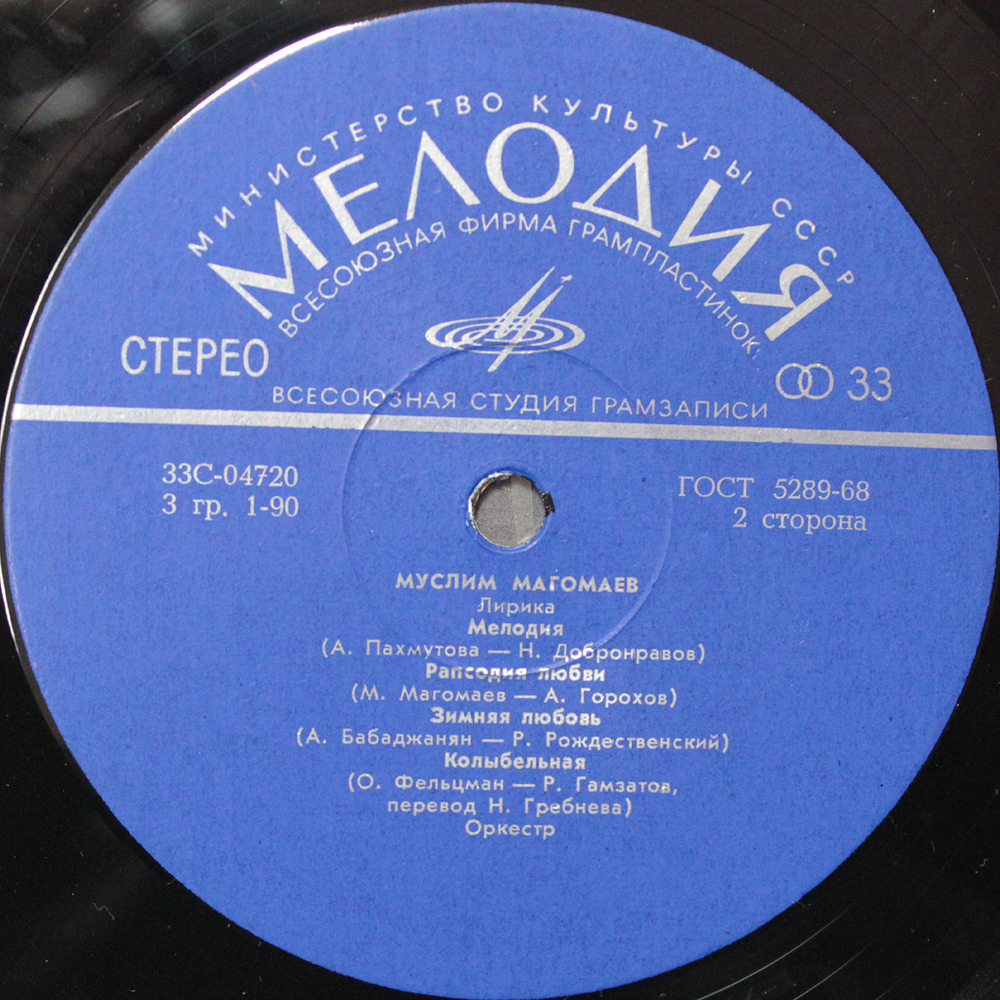 МИНИСТЕРСТВО КУЛЬТУРЫ СССР
МЕЛОДИЯ
ВСЕСОЮЗНАЯ ФИРМА ГРАМПЛАСТИНОК
СТЕРЕО
33
ВСЕСОЮЗНАЯ СТУДИЯ ГРАМЗАПИСИ
33С-04720
ГОСТ 5289-68
3 гр. 1-90
2 сторона
МУСЛИМ МАГОМАЕВ
Лирика
Мелодия
(А. Пахмутова — Н. Добронравов)
Рапсодия любви
(М. Магомаев — А. Горохов)
Зимняя любовь
(А. Бабаджанян — Р. Рождественский)
Колыбельная
(О. Фельцман — Р. Гамзатов,
перевод Н. Гребнева)
Оркестр